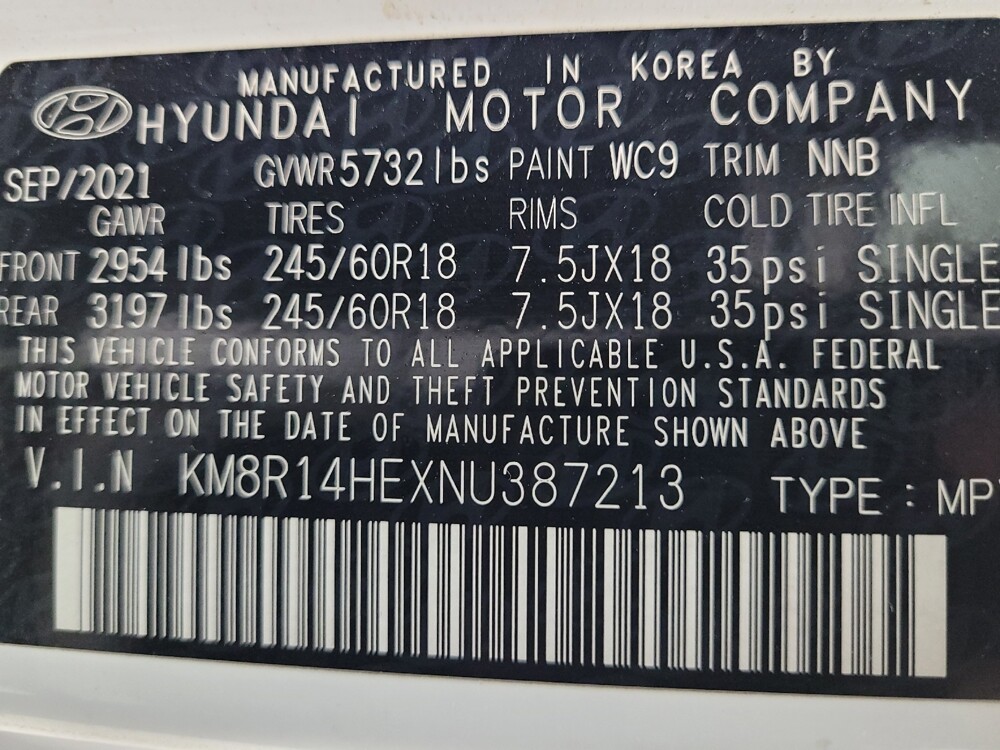 MANUFACTURED IN KOREA BY
HYUNDAI MOTOR COMPANY
SEP/2021 GVWR 5732 lbs PAINT WC9 TRIM NNB
GAWR TIRES RIMS COLD TIRE INFL
FRONT 2954 lbs 245/60R18 7.5JX18 35psi SINGLE
REAR 3197 lbs 245/60R18 7.5JX18 35psi SINGLE
THIS VEHICLE CONFORMS TO ALL APPLICABLE U.S.A. FEDERAL
MOTOR VEHICLE SAFETY AND THEFT PREVENTION STANDARDS
IN EFFECT ON THE DATE OF MANUFACTURE SHOWN ABOVE
V.I.N KM8R14HEXNU387213 TYPE : MP